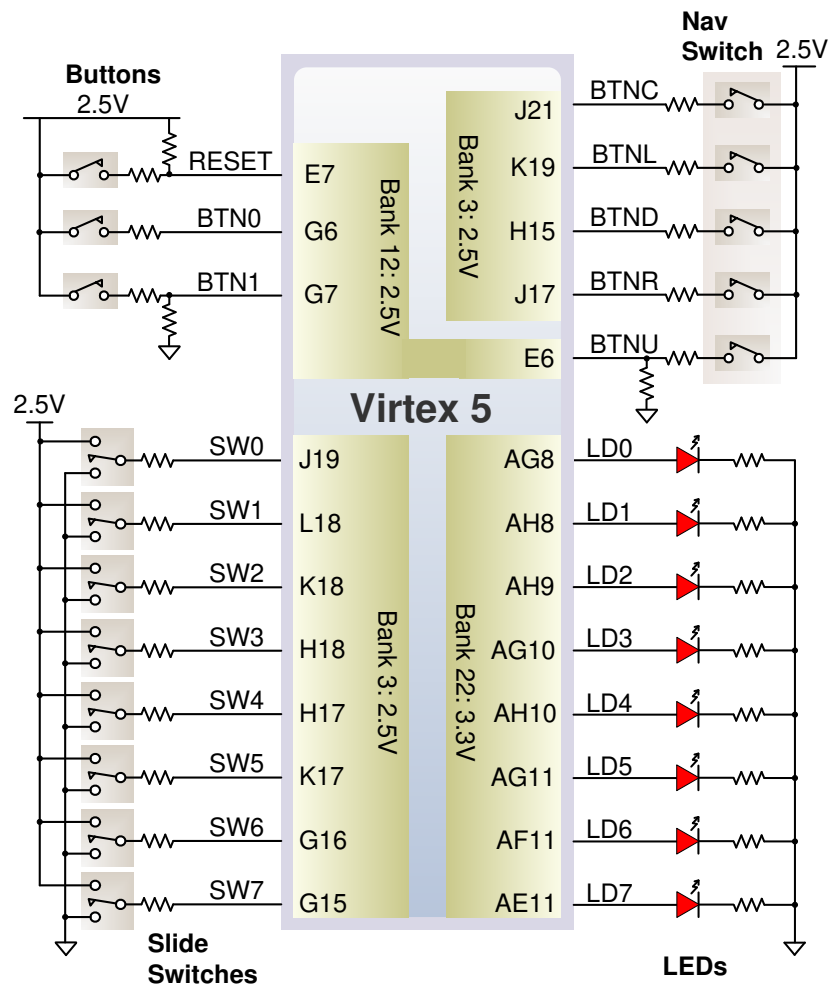 Buttons
2.5V
RESET
E7
BTN0
G6
BTN1
G7
Bank 12: 2.5V
Nav
Switch
2.5V
BTNC
J21
BTNL
K19
BTND
H15
BTNR
J17
Bank 3: 2.5V
BTNU
E6
Virtex 5
2.5V
SW0
J19
SW1
L18
SW2
K18
SW3
H18
SW4
H17
SW5
K17
SW6
G16
SW7
G15
Bank 3: 2.5V
Slide
Switches
Bank 22: 3.3V
AG8
LD0
AH8
LD1
AH9
LD2
AG10
LD3
AH10
LD4
AG11
LD5
AF11
LD6
AE11
LD7
LEDs